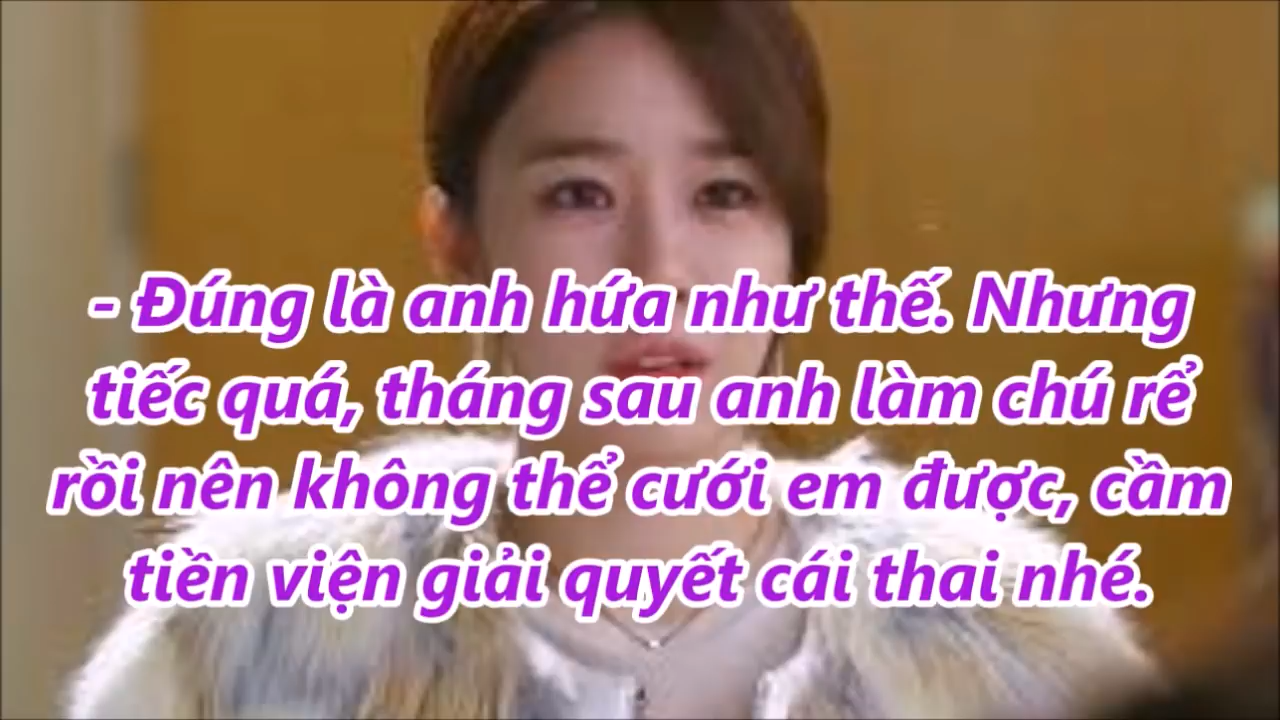 - Đúng là anh hứa như thế. Nhưng
tiếc quá, tháng sau anh làm chú rể
rồi nên không thể cưới em được, cầm
tiền viện giải quyết cái thai nhé.